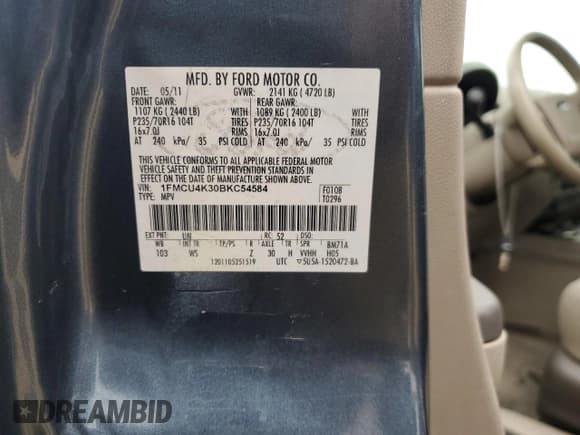 MFD. BY FORD MOTOR CO.
DATE: 05/11 GVWR: 2141 KG ( 4720 LB)
FRONT GAWR: REAR GAWR:
1107 KG ( 2440 LB) WITH 1089 KG ( 2400 LB) WITH
P235/70R16 104T TIRES P235/70R16 104T TIRES
16x7.0J RIMS 16x7.0J RIMS
AT 240 kPa/ 35 PSI COLD AT 240 kPa/ 35 PSI COLD
THIS VEHICLE CONFORMS TO ALL APPLICABLE FEDERAL MOTOR
VEHICLE SAFETY AND THEFT PREVENTION STANDARDS IN
EFFECT ON THE DATE OF MANUFACTURE SHOWN ABOVE.
VIN: 1FMCU4K30BKC54584 F0108
TYPE: MPV T0296
EXT PNT: UN RC: 52 DSO:
WB INT TR TP/PS R AXLE TR SPR BM71A
103 WS Z 30 H VVHH H05
1201105251519 UTC ▽5U5A-1520472-BA
DREAMBID